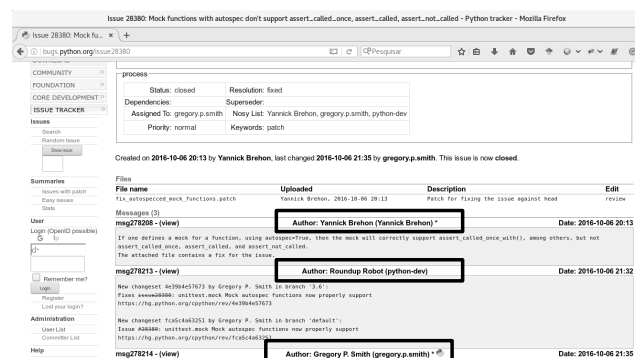 Issue 28380: Mock functions with autospec don't support assert_called_once, assert_called, assert_not_called - Python tracker - Mozilla Firefox
Issue 28380: Mock fu...
bugs.python.org/issue28380
Pesquisar
COMMUNITY
FOUNDATION
CORE DEVELOPMENT
ISSUE TRACKER
Issues
Search
Random Issue
Show issue
Summaries
Issues with patch
Easy issues
Stats
User
Login (OpenID possible)
Remember me?
Login
Register
Lost your login?
Administration
User List
Committer List
Help
process
Status: closed Resolution: fixed
Dependencies: Superseder:
Assigned To: gregory.p.smith Nosy List: Yannick Brehon, gregory.p.smith, python-dev
Priority: normal Keywords: patch
Created on 2016-10-06 20:13 by Yannick Brehon, last changed 2016-10-06 21:35 by gregory.p.smith. This issue is now closed.
Files
File name Uploaded Description Edit
fix_autospecced_mock_functions.patch Yannick Brehon, 2016-10-06 20:13 Patch for fixing the issue against head review
Messages (3)
msg278208 - (view) Author: Yannick Brehon (Yannick Brehon) * Date: 2016-10-06 20:13
If one defines a mock for a function, using autospec=True, then the mock will correctly support assert_called_once_with(), among others, but not
assert_called_once, assert_called, and assert_not_called.
The attached file contains a fix for the issue.
msg278213 - (view) Author: Roundup Robot (python-dev) Date: 2016-10-06 21:32
New changeset 4e39b4e57673 by Gregory P. Smith in branch '3.6':
Fixes issue28380: unittest.mock Mock autospec functions now properly support
https://hg.python.org/cpython/rev/4e39b4e57673
New changeset fca5c4a63251 by Gregory P. Smith in branch 'default':
Issue #28380: unittest.mock Mock autospec functions now properly support
https://hg.python.org/cpython/rev/fca5c4a63251
msg278214 - (view) Author: Gregory P. Smith (gregory.p.smith) * Date: 2016-10-06 21:35